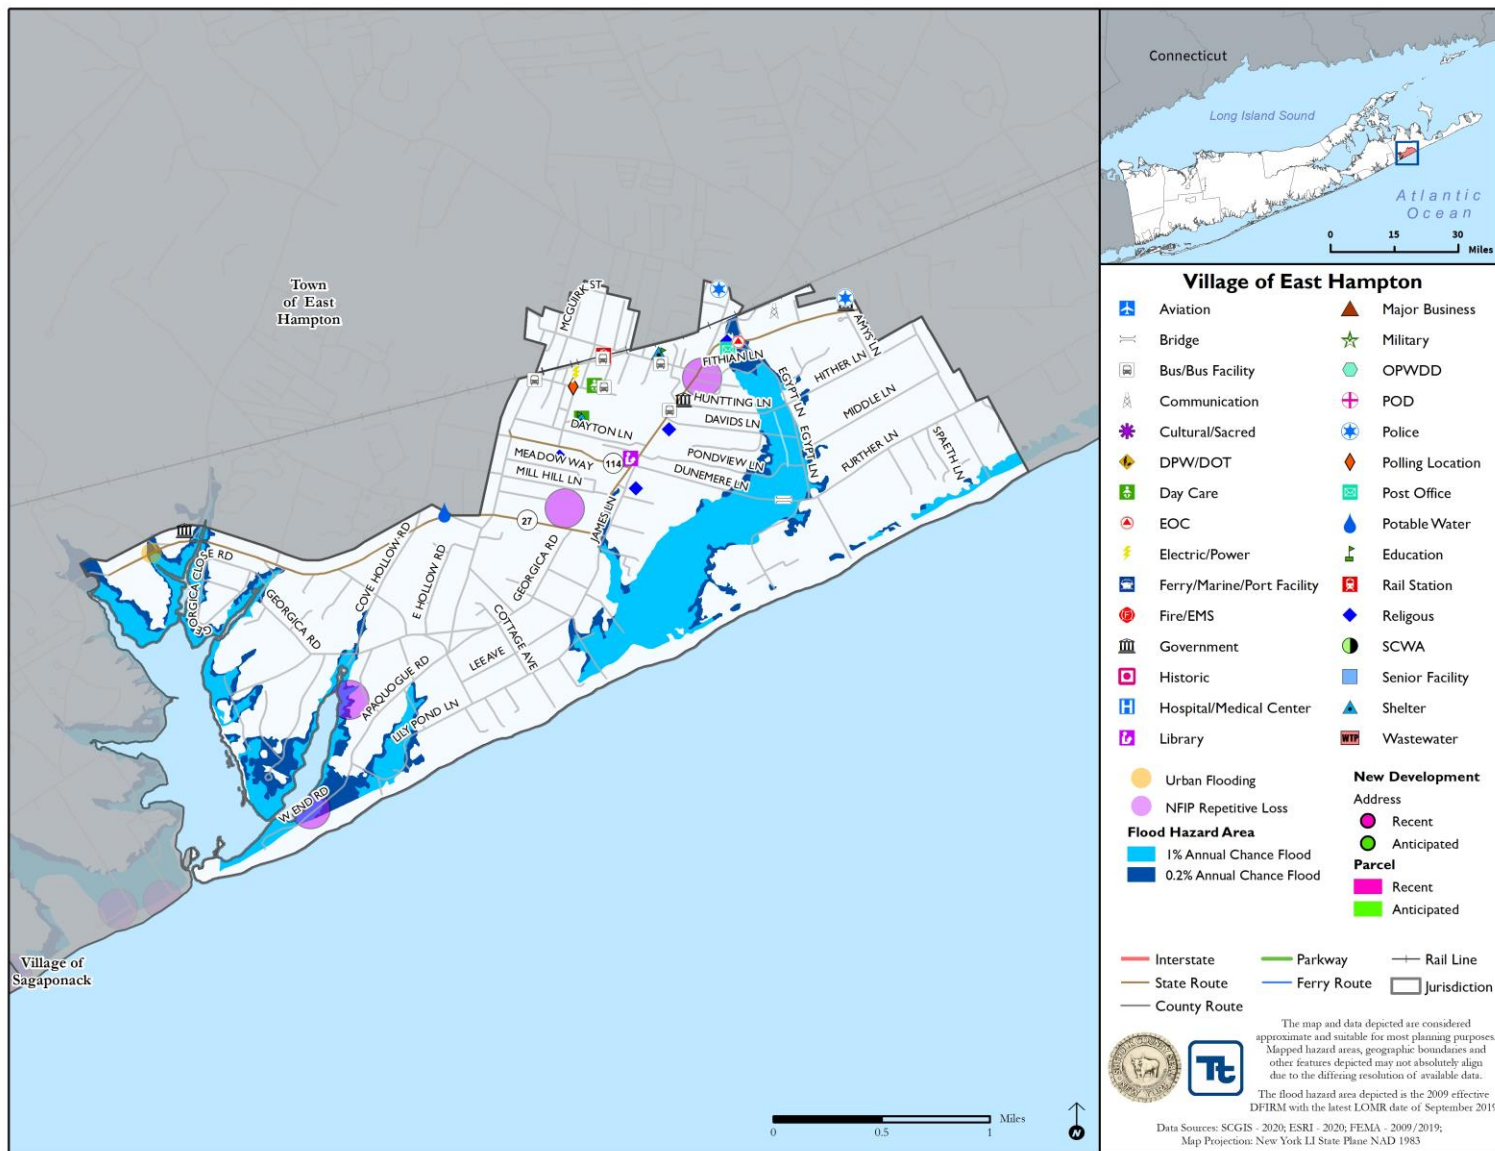 Town
of East
Hampton
MCGUIRK ST
FITHIAN LN
AMYS LN
HITHER LN
EGYPT LN
MIDDLE LN
HUNTTING LN
DAVIDS LN
EGYPT LN
FURTHER LN
SPAETH LN
DAYTON LN
PONDVIEW LN
DUNEMERE LN
MEADOW WAY
114
MILL HILL LN
JAMES LN
27
GEORGICA CLOSE RD
GEORGICA RD
COVE HOLLOW RD
E HOLLOW RD
GEORGICA RD
COTTAGE AVE
LEE AVE
APAQUOGUE RD
LILY POND LN
W END RD
Village of
Sagaponack
0 0.5 1 Miles
N
Connecticut
Long Island Sound
Atlantic
Ocean
0 15 30
Miles
Village of East Hampton
Aviation
Major Business
Bridge
Military
Bus/Bus Facility
OPWDD
Communication
POD
Cultural/Sacred
Police
DPW/DOT
Polling Location
Day Care
Post Office
EOC
Potable Water
Electric/Power
Education
Ferry/Marine/Port Facility
Rail Station
Fire/EMS
Religous
Government
SCWA
Historic
Senior Facility
H Hospital/Medical Center
Shelter
Library
WTP Wastewater
Urban Flooding
NFIP Repetitive Loss
Flood Hazard Area
1% Annual Chance Flood
0.2% Annual Chance Flood
New Development
Address
Recent
Anticipated
Parcel
Recent
Anticipated
Interstate
Parkway
Rail Line
State Route
Ferry Route
Jurisdiction
County Route
Tt
The map and data depicted are considered
approximate and suitable for most planning purposes.
Mapped hazard areas, geographic boundaries and
other features depicted may not absolutely align
due to the differing resolution of available data.
The flood hazard area depicted is the 2009 effective
DFIRM with the latest LOMR date of September 2019
Data Sources: SCGIS - 2020; ESRI - 2020; FEMA - 2009/2019;
Map Projection: New York LI State Plane NAD 1983